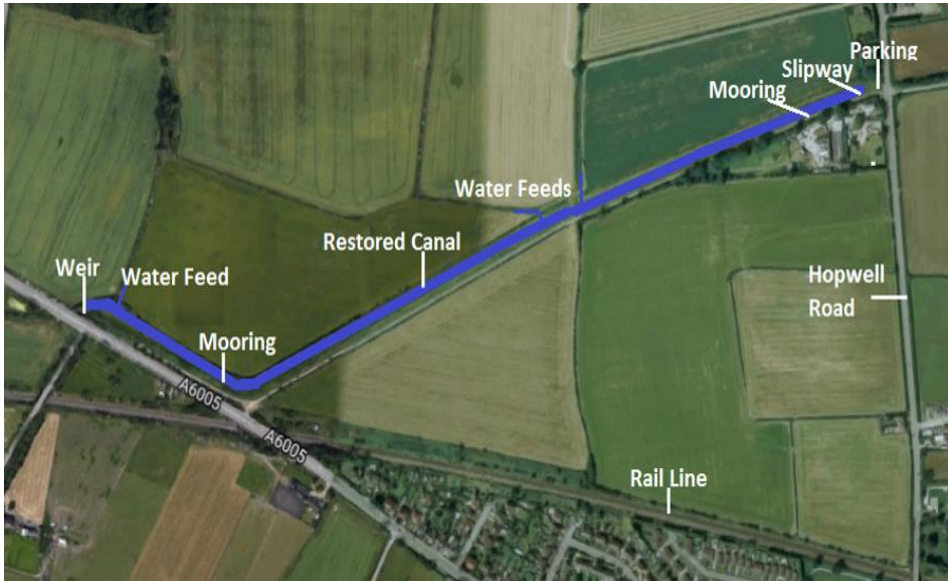 Parking
Slipway
Mooring
Water Feeds
Restored Canal
Weir
Water Feed
Hopwell
Road
Mooring
A6005
A6005
Rail Line